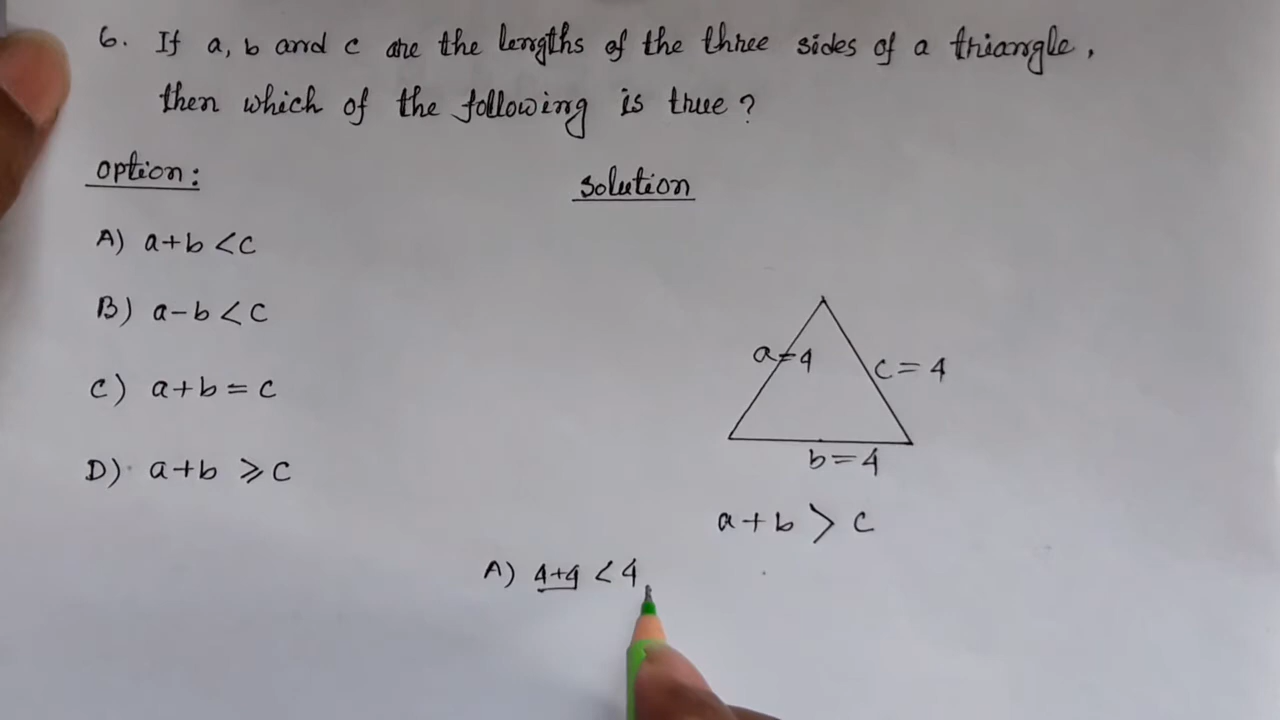 6. If a, b and c are the lengths of the three sides of a triangle,
then which of the following is true?
Option:
Solution
A) a+b <c
B) a-b <c
C) a+b = c
D) a+b ⩾ c
a=4
c=4
b=4
a+b > c
A) 4+4 <4